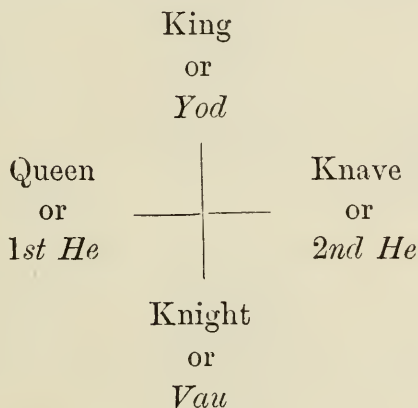 King
or
Yod
Queen
or
1st He
Knave
or
2nd He
Knight
or
Vau